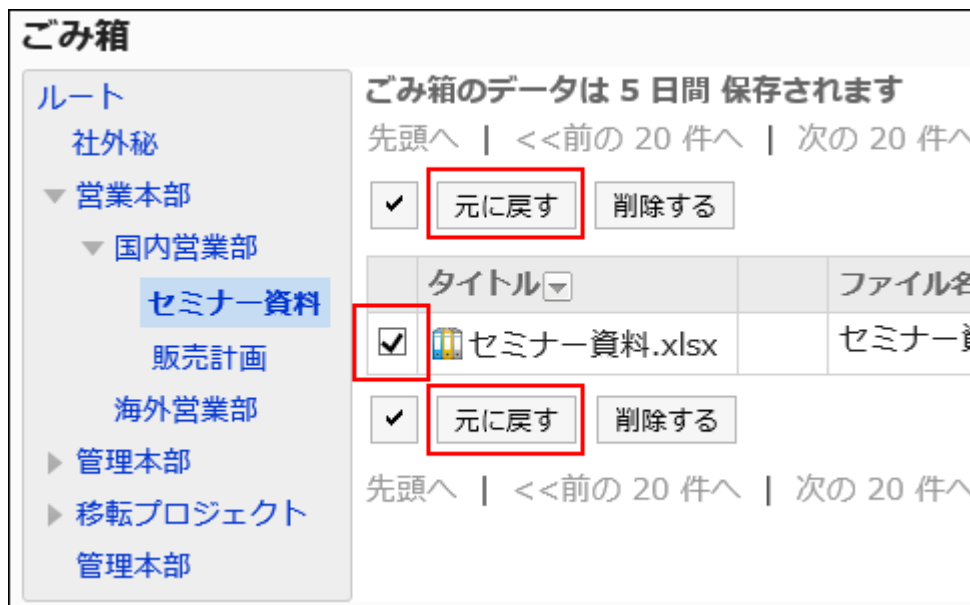 ごみ箱
ルート
社外秘
営業本部
国内営業部
セミナー資料
販売計画
海外営業部
管理本部
移転プロジェクト
管理本部
ごみ箱のデータは 5 日間 保存されます
先頭へ | <<前の 20 件へ | 次の 20 件へ
元に戻す 削除する
タイトル ファイル名
セミナー資料.xlsx セミナー
元に戻す 削除する
先頭へ | <<前の 20 件へ | 次の 20 件へ